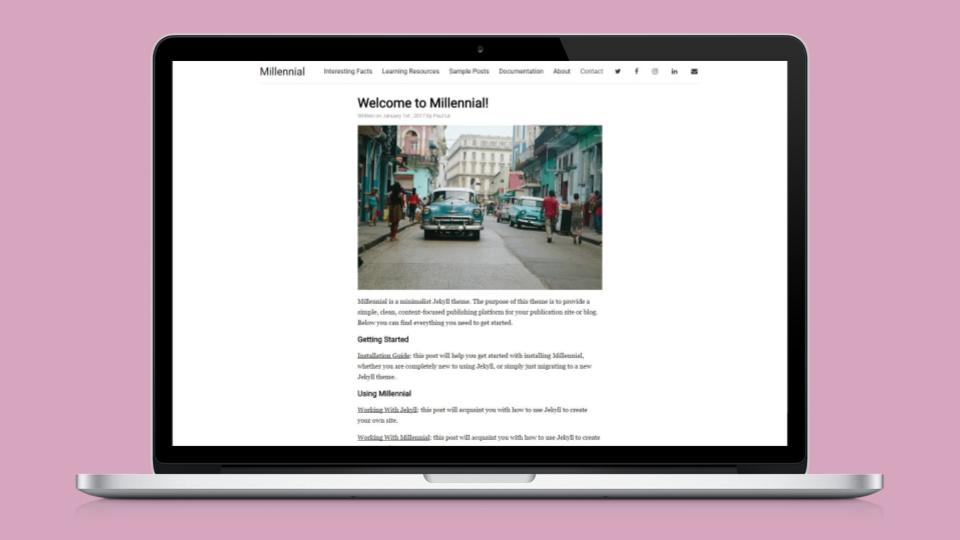 Millennial Interesting Facts Learning Resources Sample Posts Documentation About Contact
Welcome to Millennial!
Written on January 1st, 2017 by Paul Le
Millennial is a minimalist Jekyll theme. The purpose of this theme is to provide a
simple, clean, content-focused publishing platform for your publication site or blog.
Below you can find everything you need to get started.
Getting Started
Installation Guide: this post will help you get started with installing Millennial,
whether you are completely new to using Jekyll, or simply just migrating to a new
Jekyll theme.
Using Millennial
Working With Jekyll: this post will acquaint you with how to use Jekyll to create
your own site.
Working With Millennial: this post will acquaint you with how to use Jekyll to create